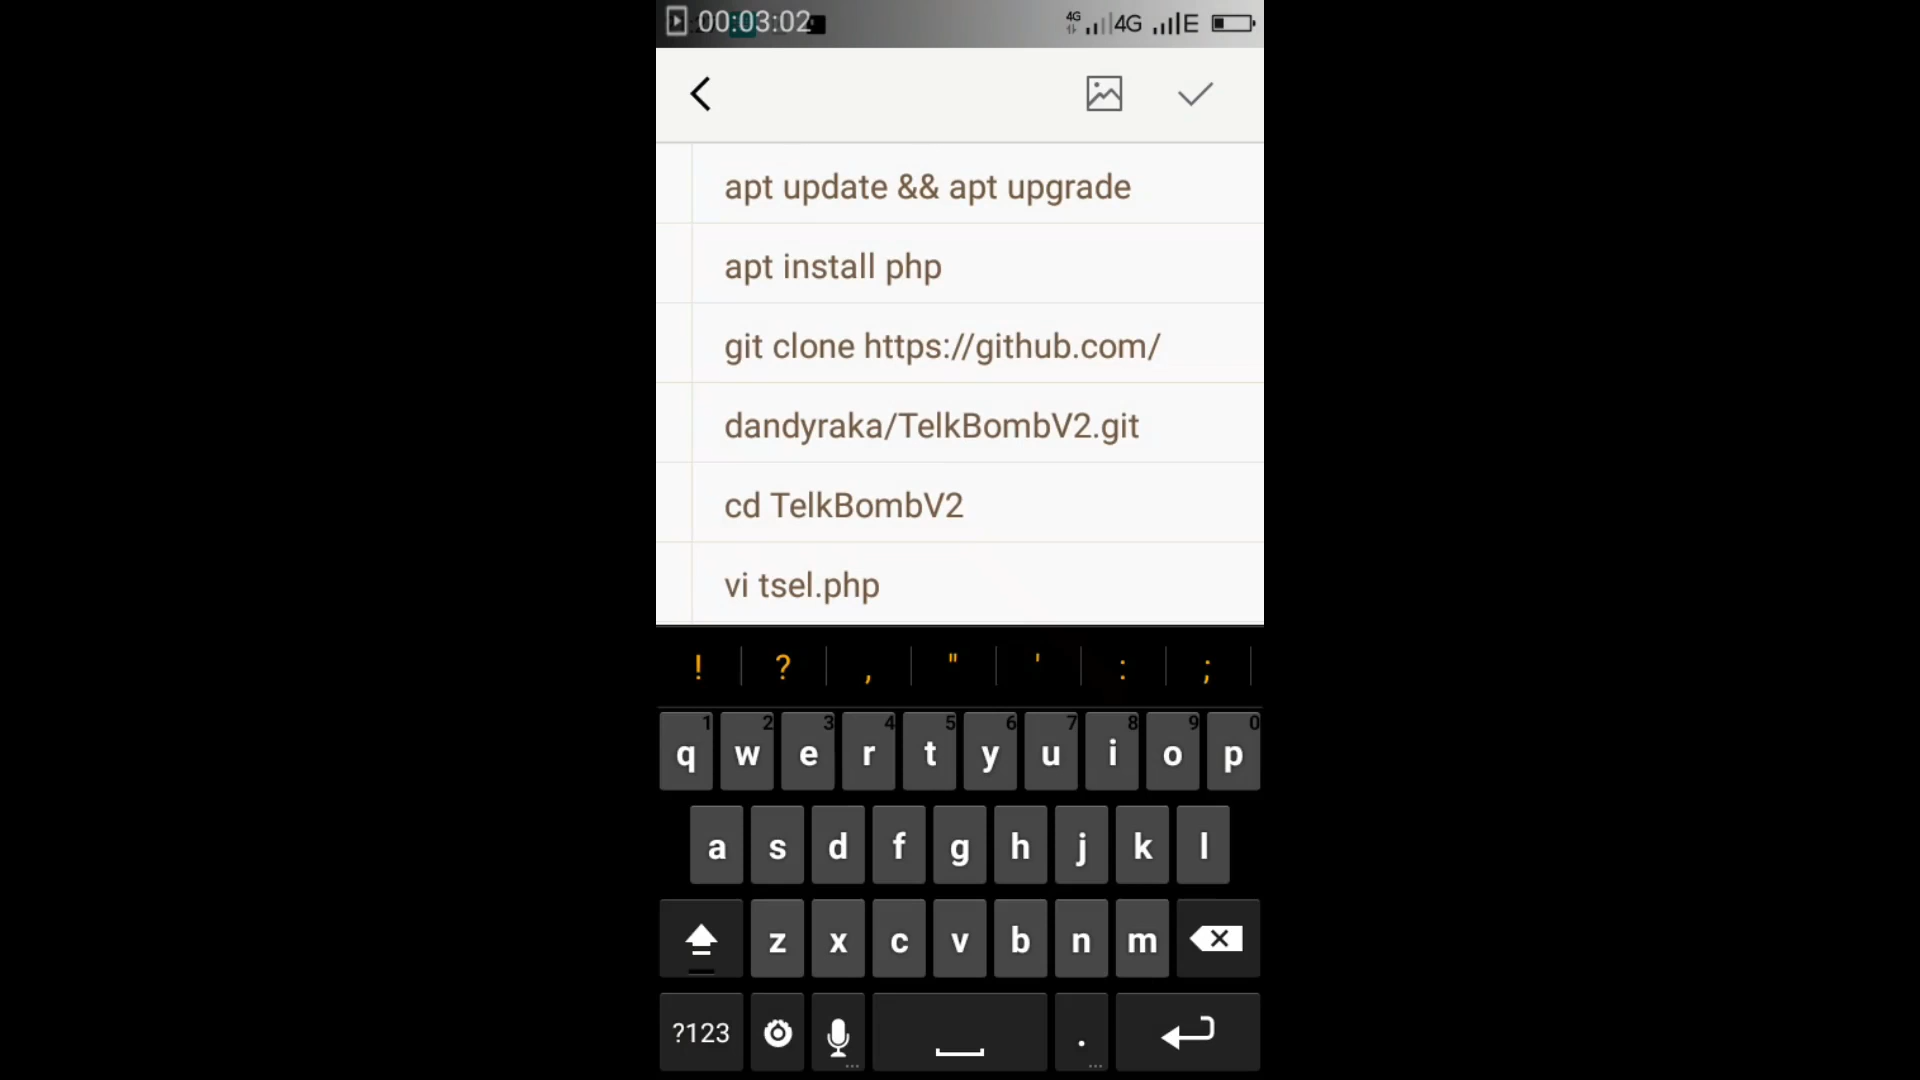 00:03:02
4G 4G E
apt update && apt upgrade
apt install php
git clone https://github.com/
dandyraka/TelkBombV2.git
cd TelkBombV2
vi tsel.php
! ? , " ' : ;
1 2 3 4 5 6 7 8 9 0
q w e r t y u i o p
a s d f g h j k l
z x c v b n m
?123 . ...